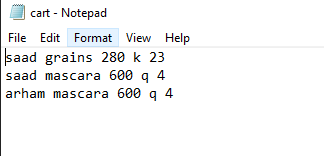 cart - Notepad
File Edit Format View Help
saad grains 280 k 23
saad mascara 600 q 4
arham mascara 600 q 4